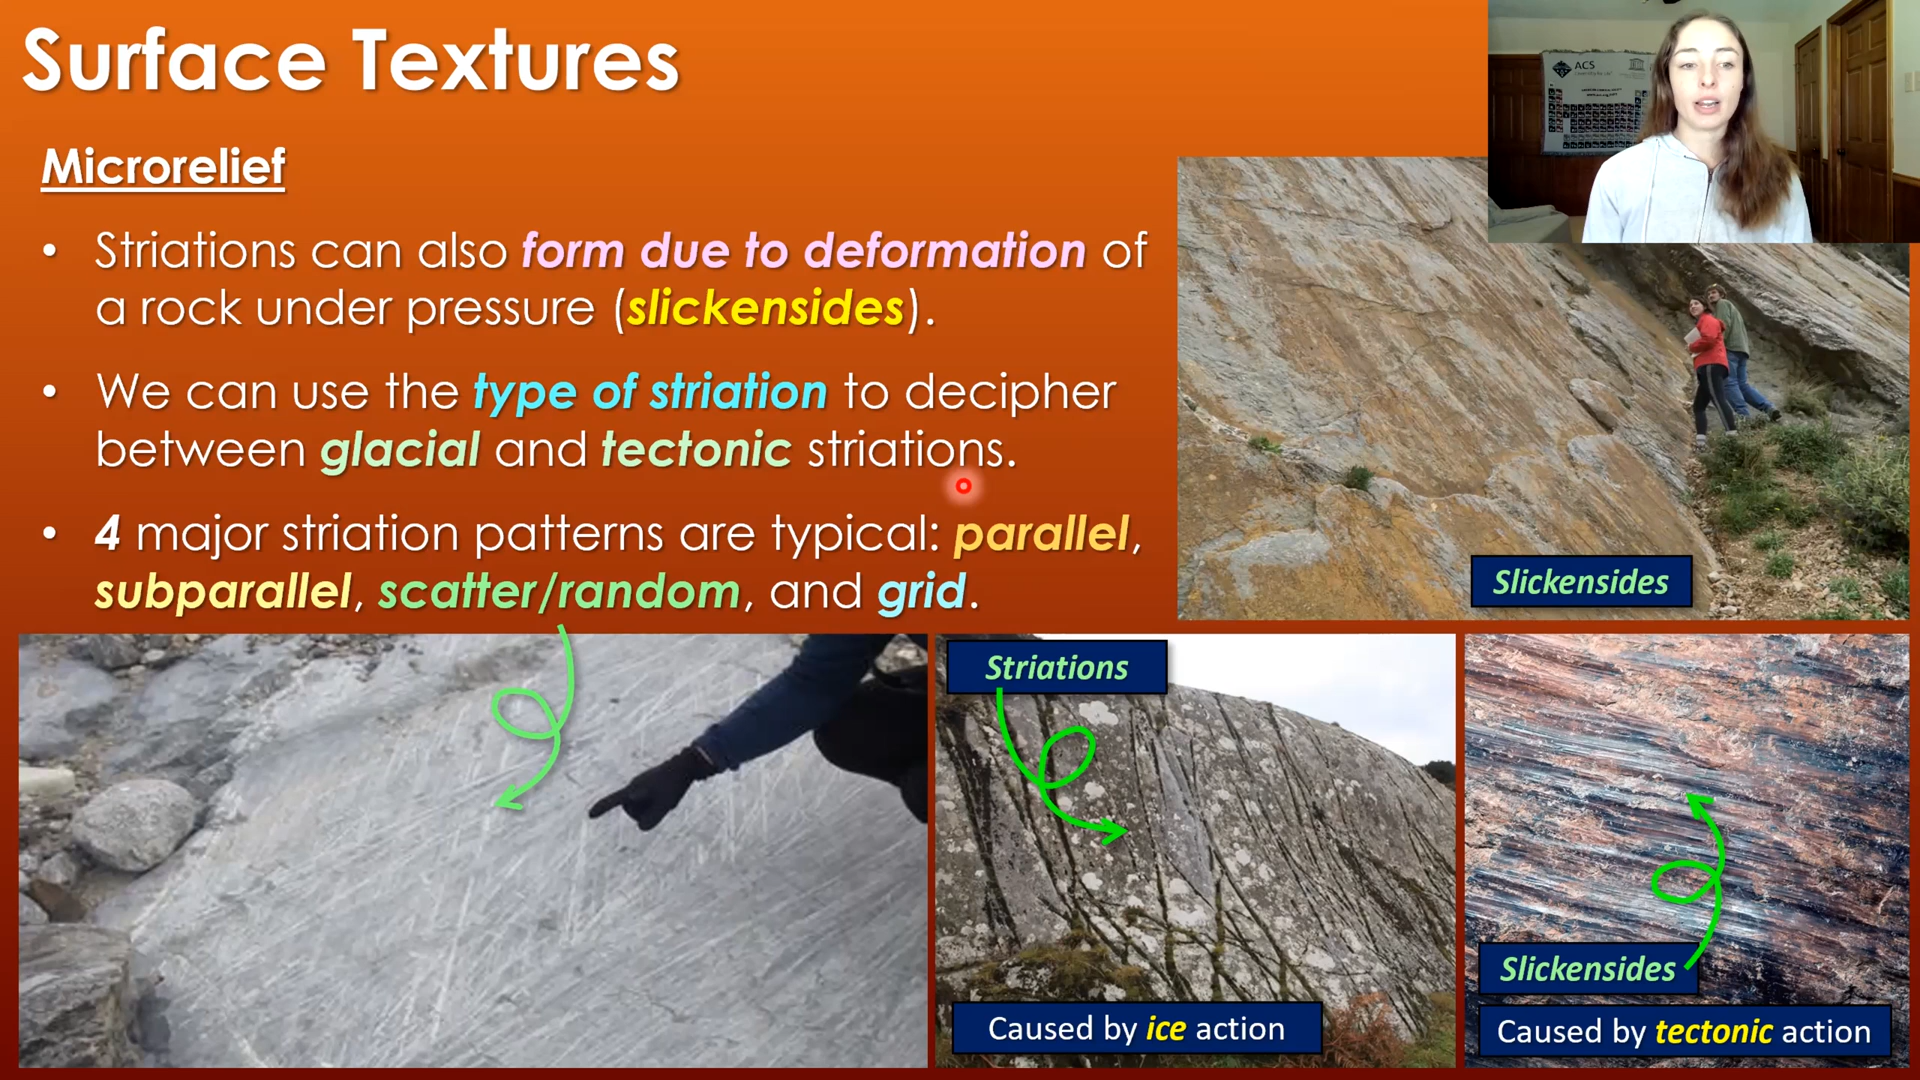 Surface Textures
ACS
Microrelief
• Striations can also form due to deformation of
a rock under pressure (slickensides).
• We can use the type of striation to decipher
between glacial and tectonic striations.
• 4 major striation patterns are typical: parallel,
subparallel, scatter/random, and grid.
Slickensides
Striations
Caused by ice action
Slickensides
Caused by tectonic action